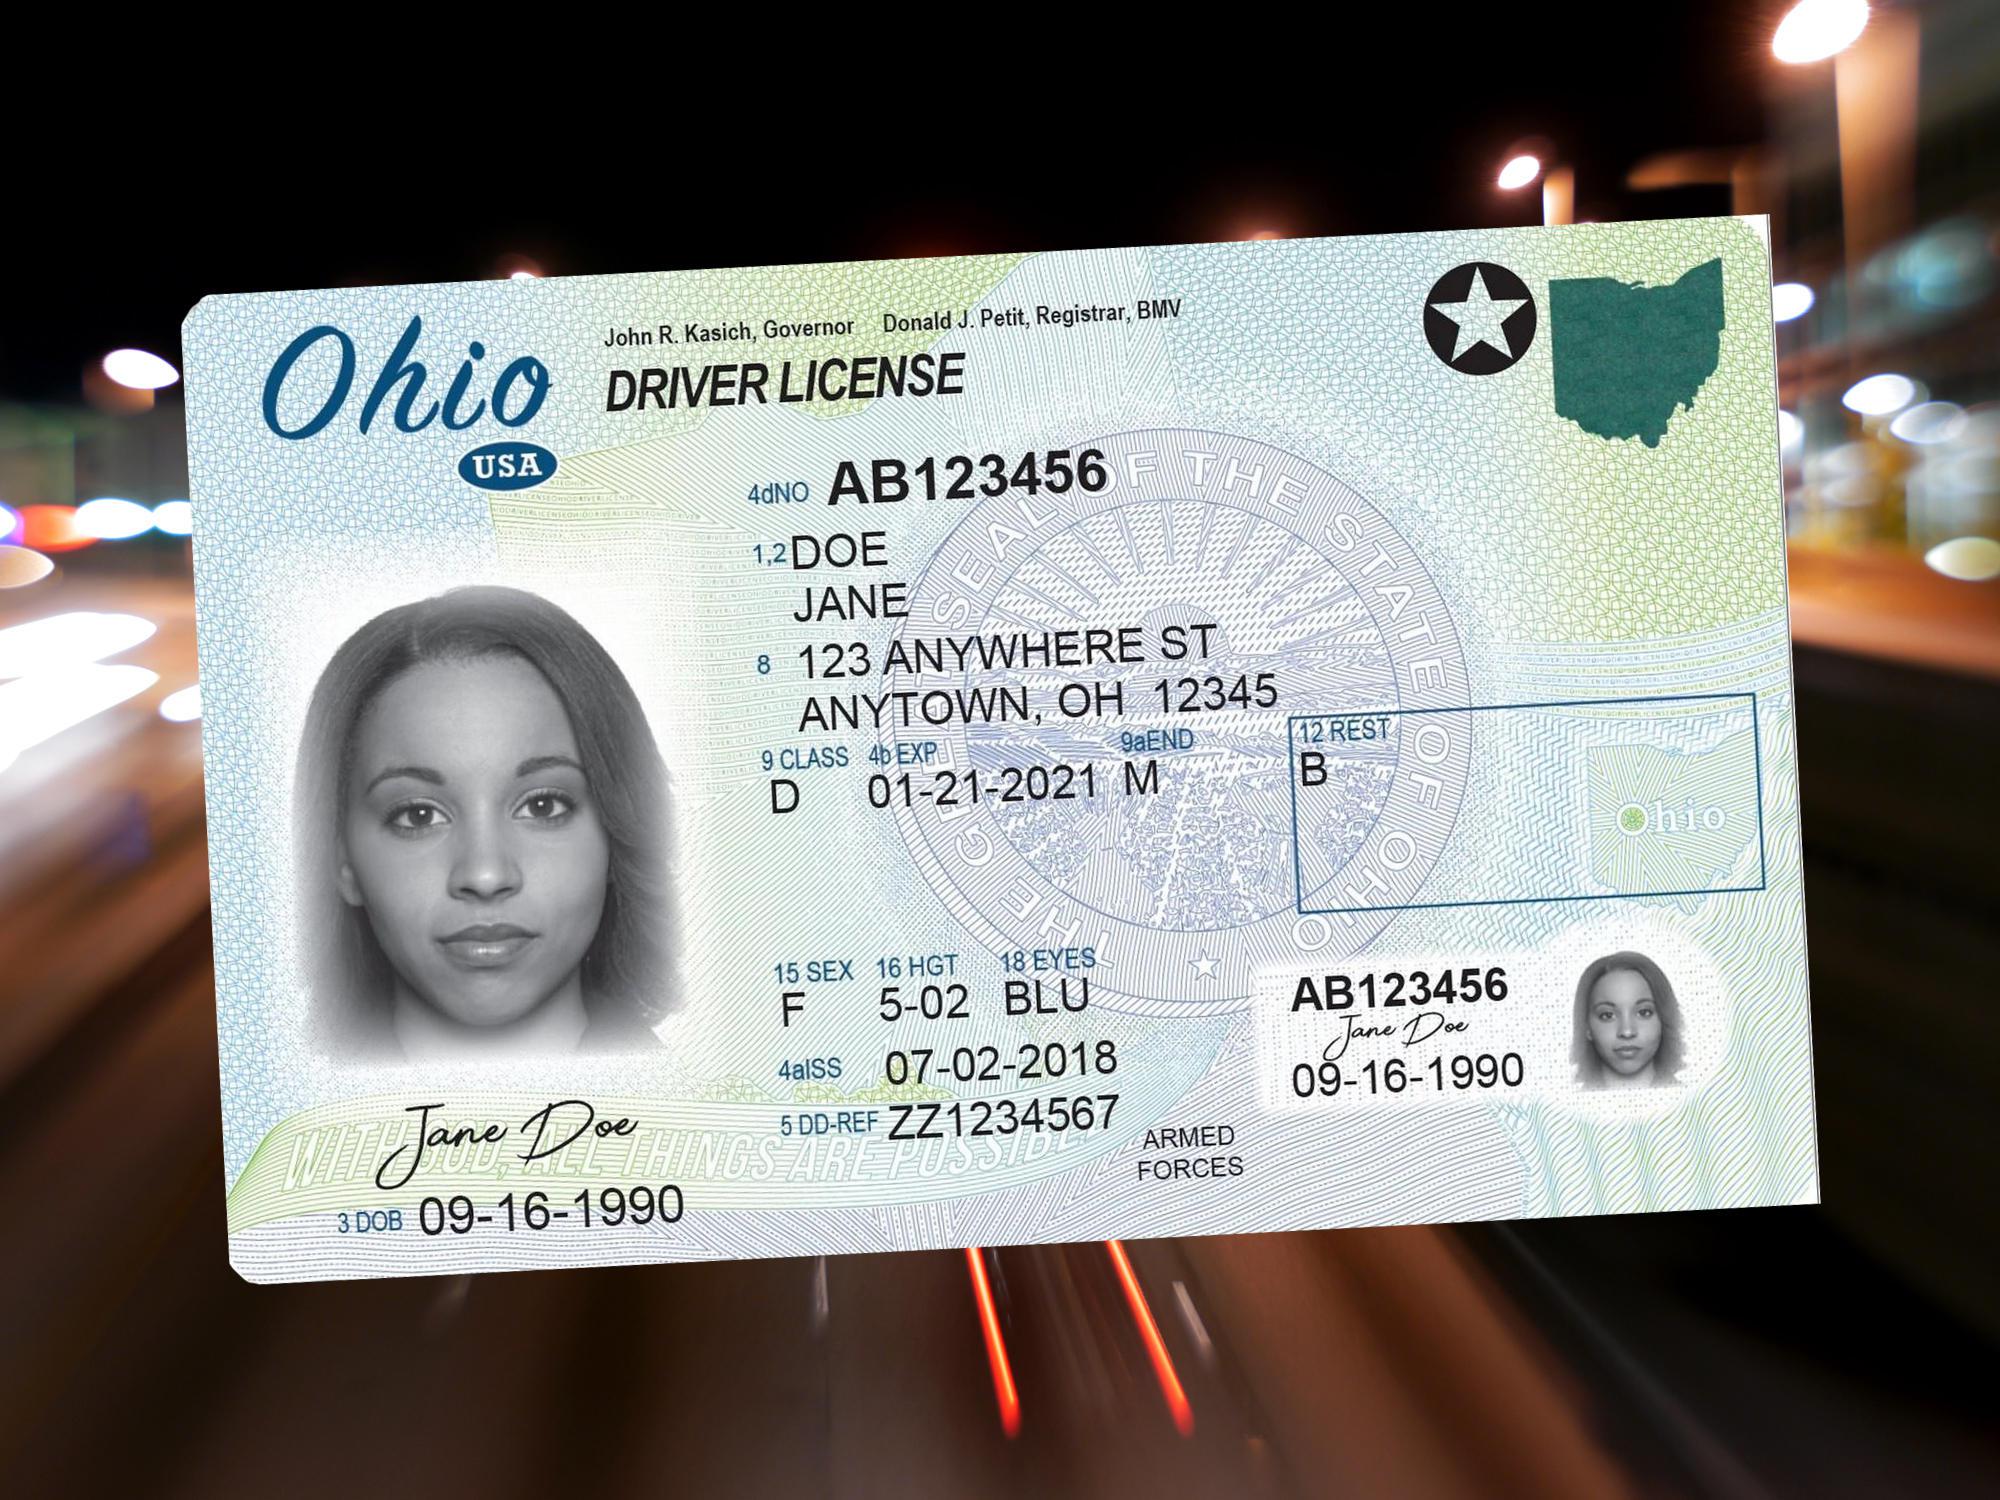 Ohio
USA
John R. Kasich, Governor Donald J. Petit, Registrar, BMV
DRIVER LICENSE
4dNO AB123456
1,2 DOE
JANE
8 123 ANYWHERE ST
ANYTOWN, OH 12345
9 CLASS 4b EXP 9aEND 12 REST
D 01-21-2021 M B
Ohio
THE GREAT SEAL OF THE STATE OF OHIO
15 SEX 16 HGT 18 EYES
F 5-02 BLU
4aISS 07-02-2018
5 DD-REF ZZ1234567
ARMED
FORCES
AB123456
Jane Doe
09-16-1990
Jane Doe
WITH GOD, ALL THINGS ARE POSSIBLE
3 DOB 09-16-1990